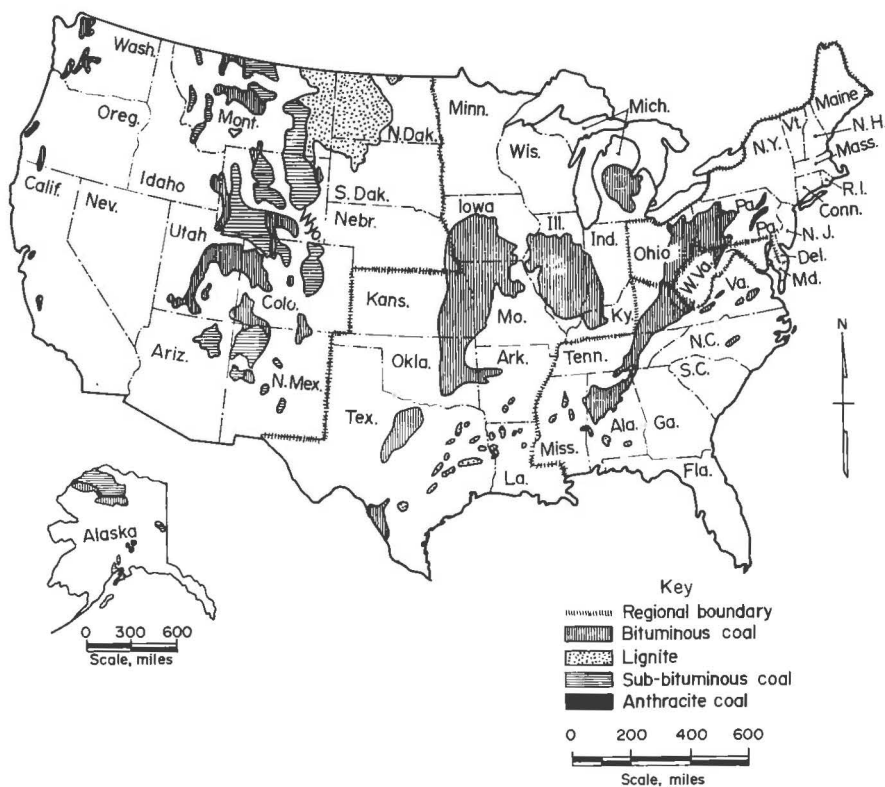 Wash.
Mont.
N.Dak.
Minn.
Mich.
Vt.
Maine
Oreg.
Wis.
N.Y.
N.H.
Mass.
Idaho
S.Dak.
R.I.
Conn.
Calif.
Nev.
Wyo.
Nebr.
Iowa
Ill.
Ind.
Ohio
Pa.
Pa.
N.J.
Del.
Md.
Utah
Colo.
Kans.
Mo.
Ky.
W.Va.
Va.
Ariz.
N.Mex.
Okla.
Ark.
Tenn.
N.C.
S.C.
Tex.
La.
Miss.
Ala.
Ga.
Fla.
N
Alaska
0 300 600
Scale, miles
Key
Regional boundary
Bituminous coal
Lignite
Sub-bituminous coal
Anthracite coal
0 200 400 600
Scale, miles